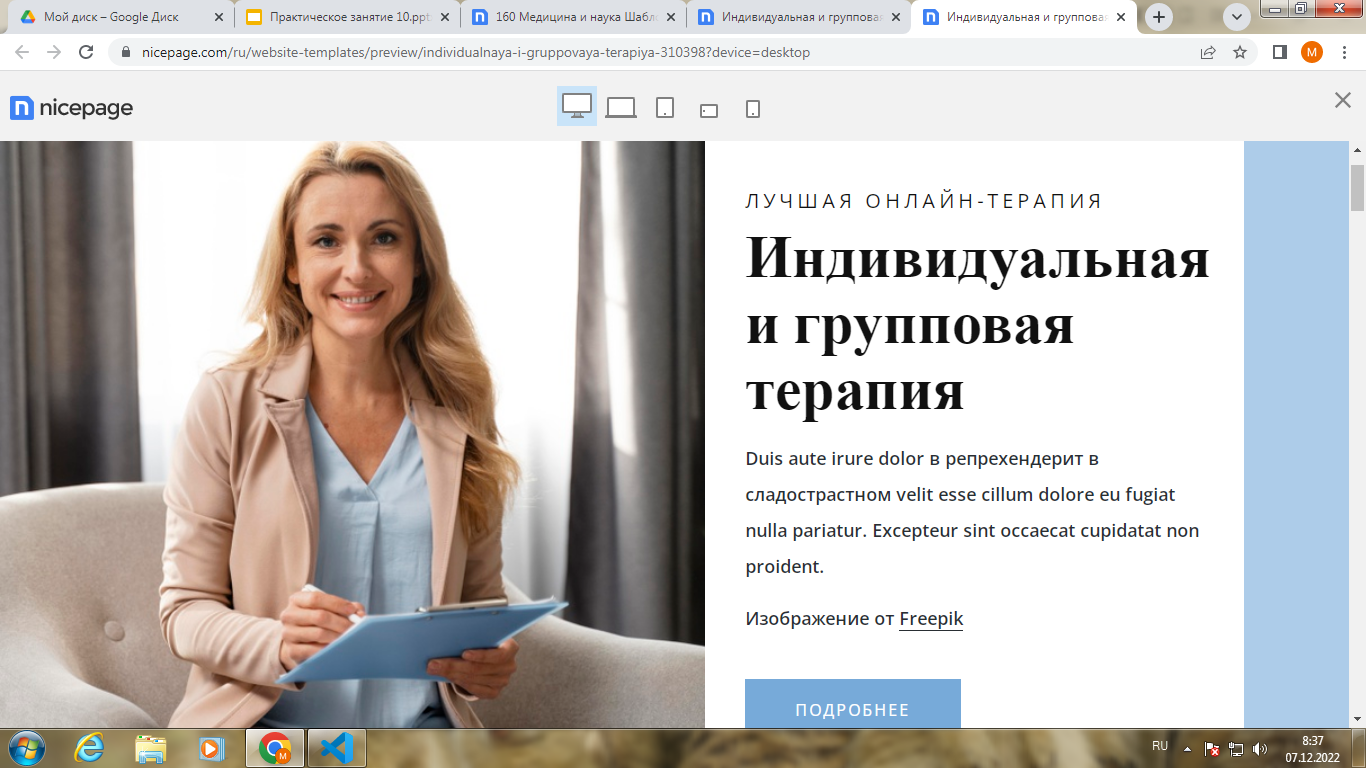 Мой диск – Google Диск
Практическое занятие 10.ppt
160 Медицина и наука Шабло
Индивидуальная и групповая
Индивидуальная и групповая
nicepage.com/ru/website-templates/preview/individualnaya-i-gruppovaya-terapiya-310398?device=desktop
M
nicepage
ЛУЧШАЯ ОНЛАЙН-ТЕРАПИЯ
Индивидуальная
и групповая
терапия
Duis aute irure dolor в репрехендерит в
сладострастном velit esse cillum dolore eu fugiat
nulla pariatur. Excepteur sint occaecat cupidatat non
proident.
Изображение от Freepik
ПОДРОБНЕЕ
M
RU
8:37
07.12.2022